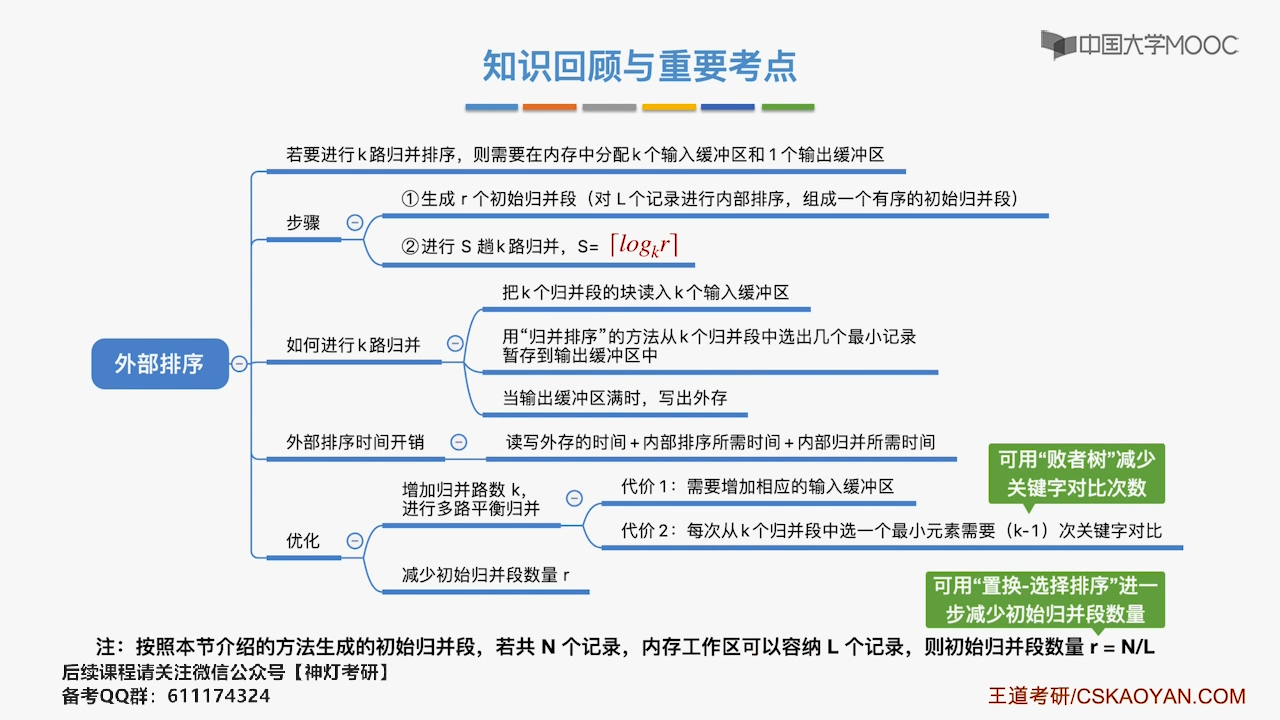 中国大学MOOC
知识回顾与重要考点
若要进行k路归并排序，则需要在内存中分配k个输入缓冲区和1个输出缓冲区
①生成 r 个初始归并段（对 L个记录进行内部排序，组成一个有序的初始归并段）
步骤
②进行 S 趟k路归并，S= ⌈log_k r⌉
把k个归并段的块读入k个输入缓冲区
用“归并排序”的方法从k个归并段中选出几个最小记录
暂存到输出缓冲区中
如何进行k路归并
外部排序
当输出缓冲区满时，写出外存
外部排序时间开销
读写外存的时间+内部排序所需时间+内部归并所需时间
可用“败者树”减少
关键字对比次数
增加归并路数 k，
进行多路平衡归并
代价1：需要增加相应的输入缓冲区
代价2：每次从k个归并段中选一个最小元素需要（k-1）次关键字对比
优化
减少初始归并段数量 r
可用“置换-选择排序”进一
步减少初始归并段数量
注：按照本节介绍的方法生成的初始归并段，若共 N 个记录，内存工作区可以容纳 L 个记录，则初始归并段数量 r = N/L
后续课程请关注微信公众号【神灯考研】
备考QQ群：611174324
王道考研/CSKAOYAN.COM